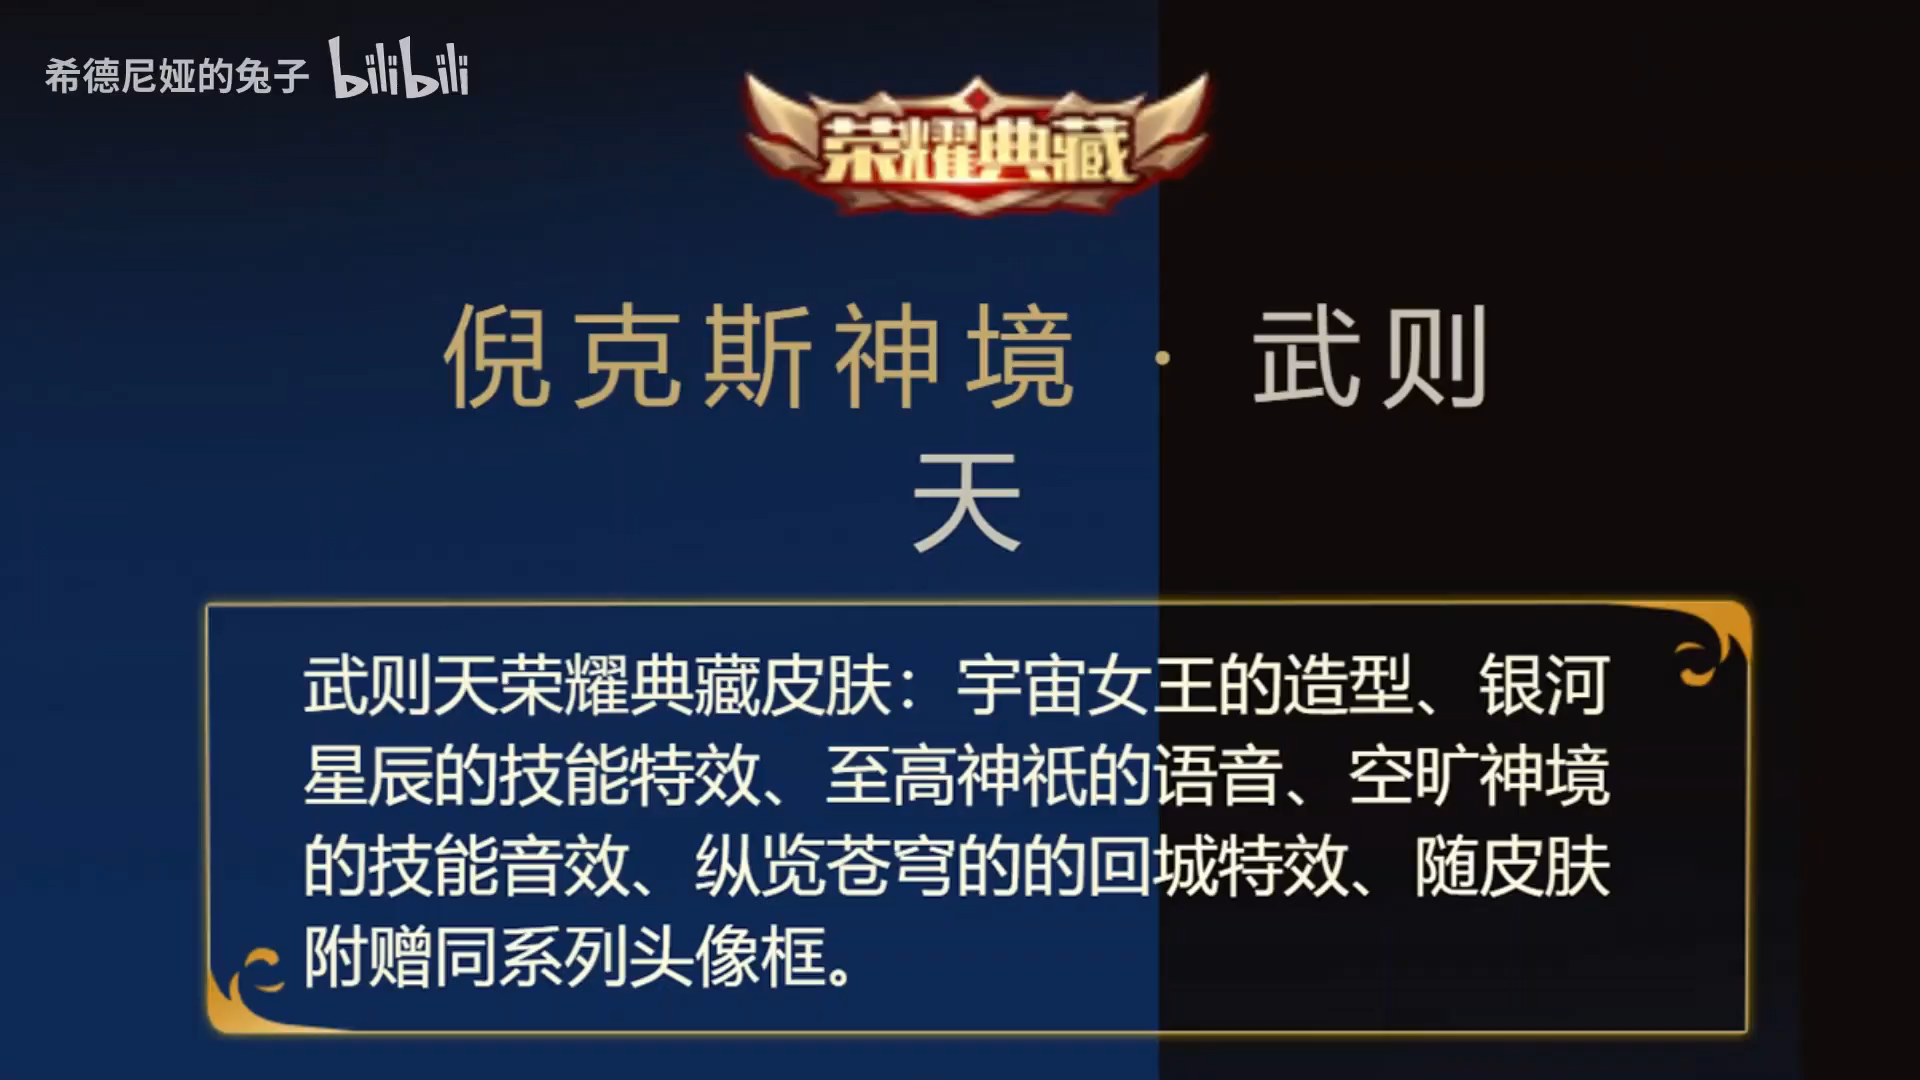 希德尼娅的兔子 bilibili
荣耀典藏
倪克斯神境 · 武则
天
武则天荣耀典藏皮肤：宇宙女王的造型、银河
星辰的技能特效、至高神祇的语音、空旷神境
的技能音效、纵览苍穹的的回城特效、随皮肤
附赠同系列头像框。